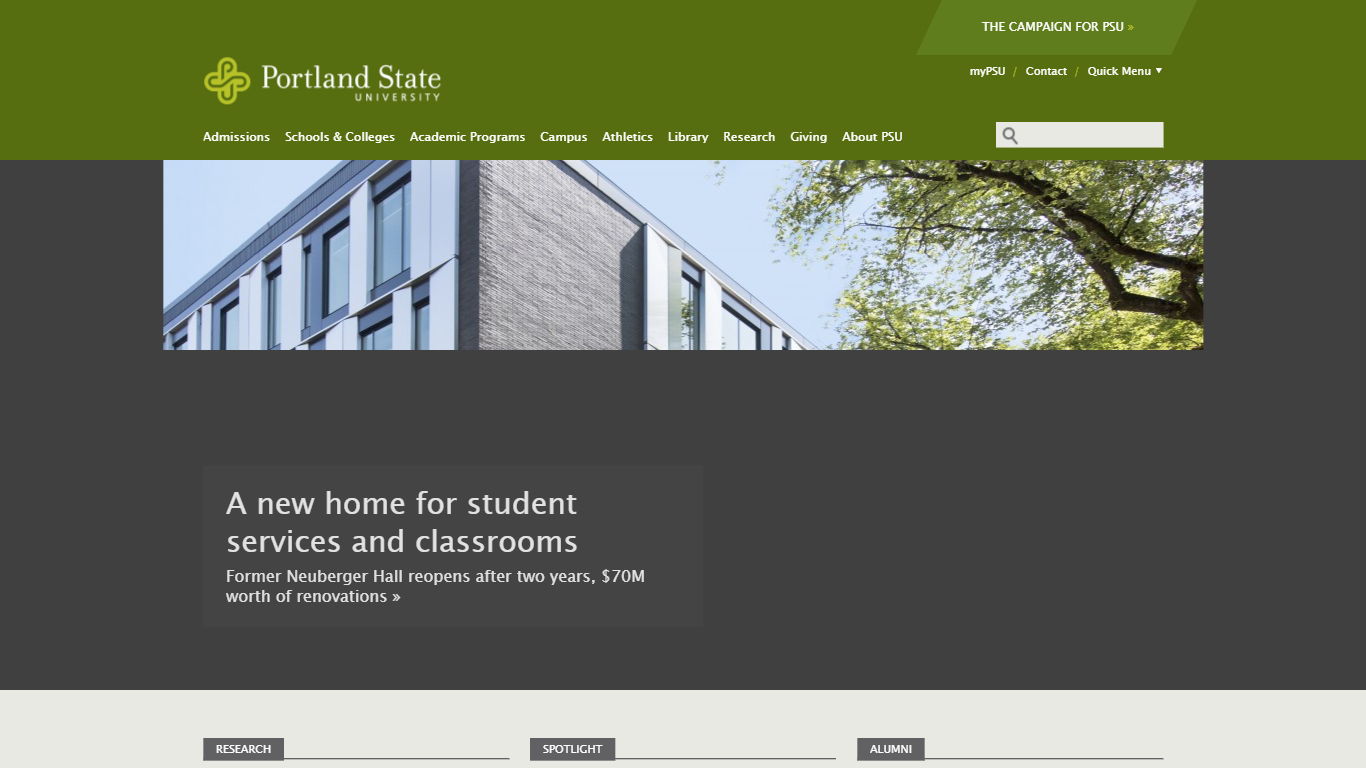 THE CAMPAIGN FOR PSU »
myPSU / Contact / Quick Menu
Portland State
UNIVERSITY
Admissions Schools & Colleges Academic Programs Campus Athletics Library Research Giving About PSU
A new home for student
services and classrooms
Former Neuberger Hall reopens after two years, $70M
worth of renovations »
RESEARCH SPOTLIGHT ALUMNI